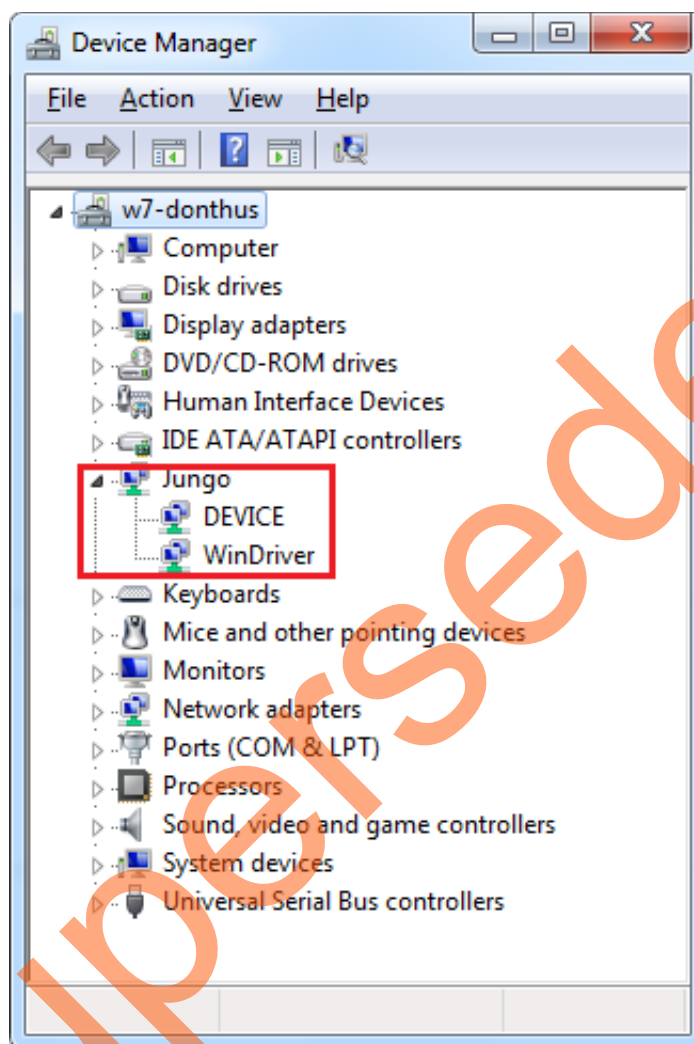 Device Manager
File Action View Help
w7-donthus
Computer
Disk drives
Display adapters
DVD/CD-ROM drives
Human Interface Devices
IDE ATA/ATAPI controllers
Jungo
DEVICE
WinDriver
Keyboards
Mice and other pointing devices
Monitors
Network adapters
Ports (COM & LPT)
Processors
Sound, video and game controllers
System devices
Universal Serial Bus controllers